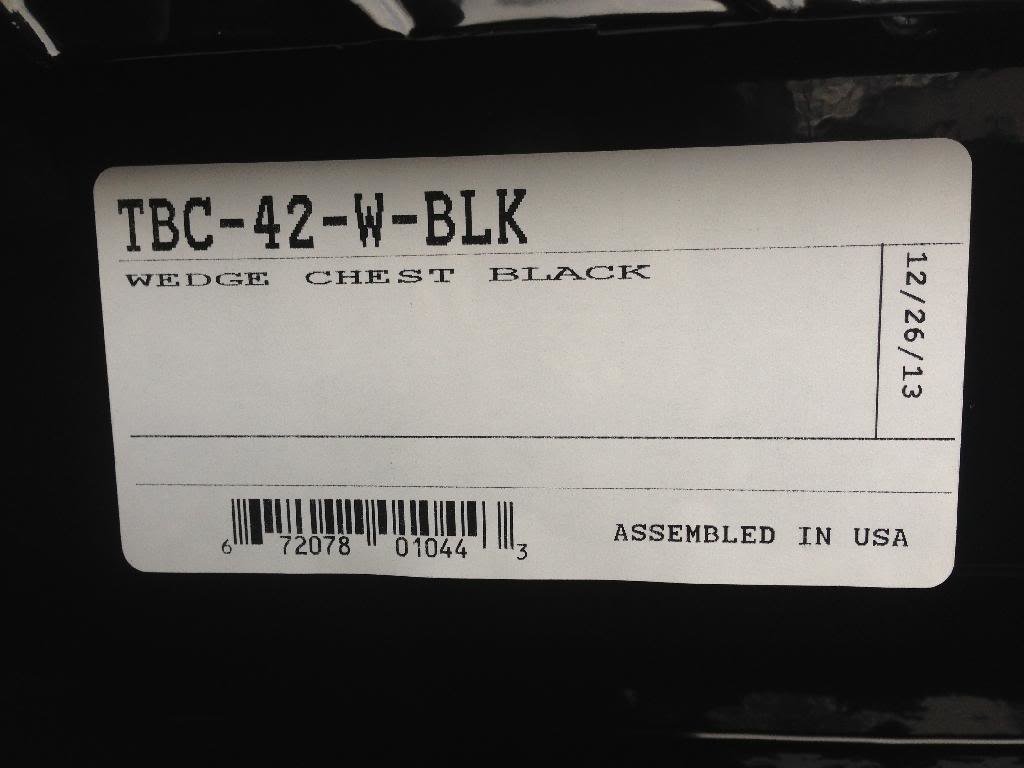 TBC-42-W-BLK
WEDGE CHEST BLACK
12/26/13
6 72078 01044 3
ASSEMBLED IN USA